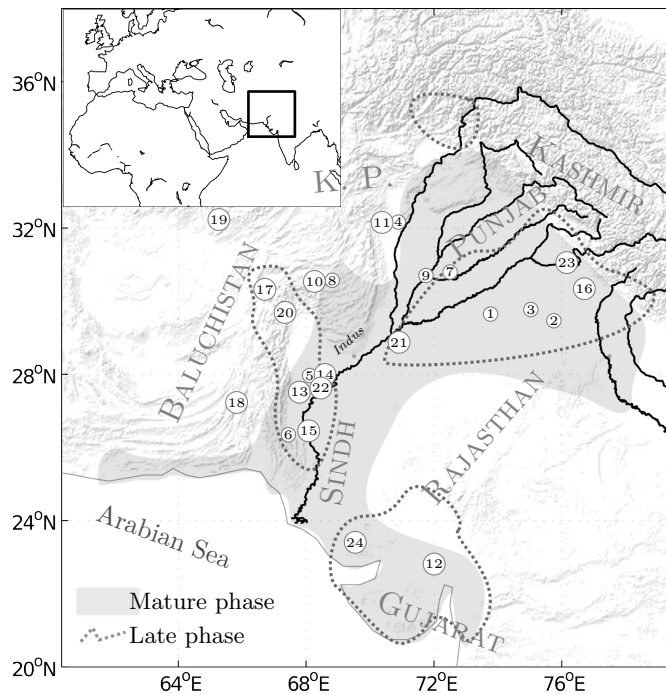 36°N
K. P.
KASHMIR
32°N
19
11
4
PUNJAB
9
7
23
17
10
8
16
20
1
3
2
BALUCHISTAN
Indus
21
28°N
5
14
13
22
18
6
15
SINDH
RAJASTHAN
24°N
Arabian Sea
24
12
Mature phase
Late phase
GUJARAT
20°N
64°E
68°E
72°E
76°E